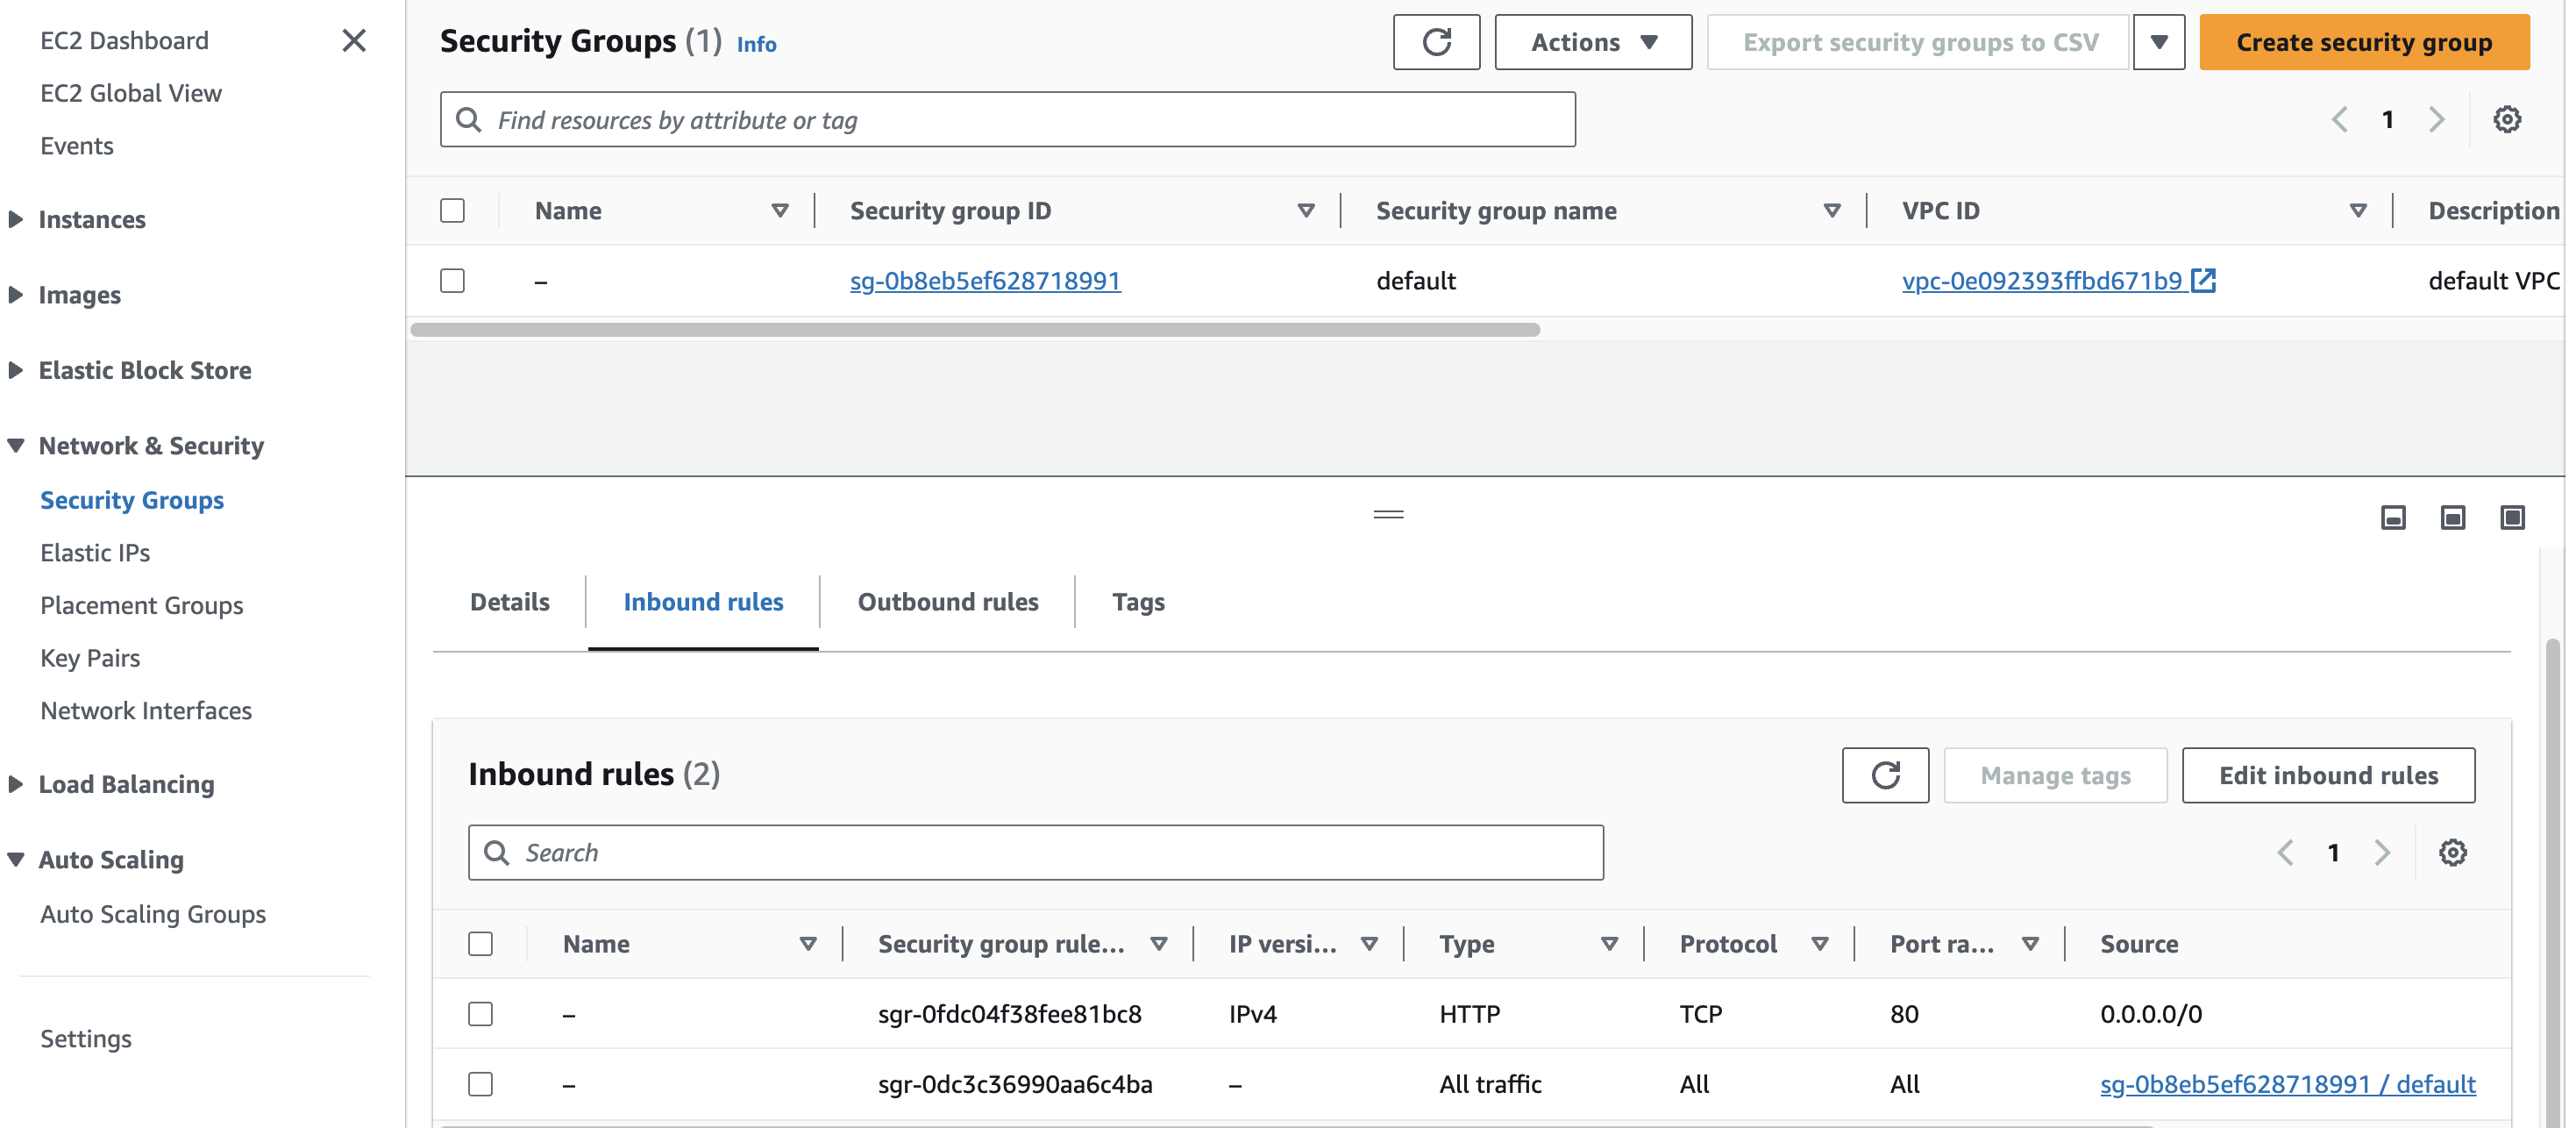 EC2 Dashboard
EC2 Global View
Events
Instances
Images
Elastic Block Store
Network & Security
Security Groups
Elastic IPs
Placement Groups
Key Pairs
Network Interfaces
Load Balancing
Auto Scaling
Auto Scaling Groups
Settings
Security Groups (1) Info
Actions
Export security groups to CSV
Create security group
Find resources by attribute or tag
1
Name Security group ID Security group name VPC ID Description
– sg-0b8eb5ef628718991 default vpc-0e092393ffbd671b9 default VPC
Details Inbound rules Outbound rules Tags
Inbound rules (2)
Manage tags
Edit inbound rules
Search
1
Name Security group rule... IP versi... Type Protocol Port ra... Source
– sgr-0fdc04f38fee81bc8 IPv4 HTTP TCP 80 0.0.0.0/0
– sgr-0dc3c36990aa6c4ba – All traffic All All sg-0b8eb5ef628718991 / default